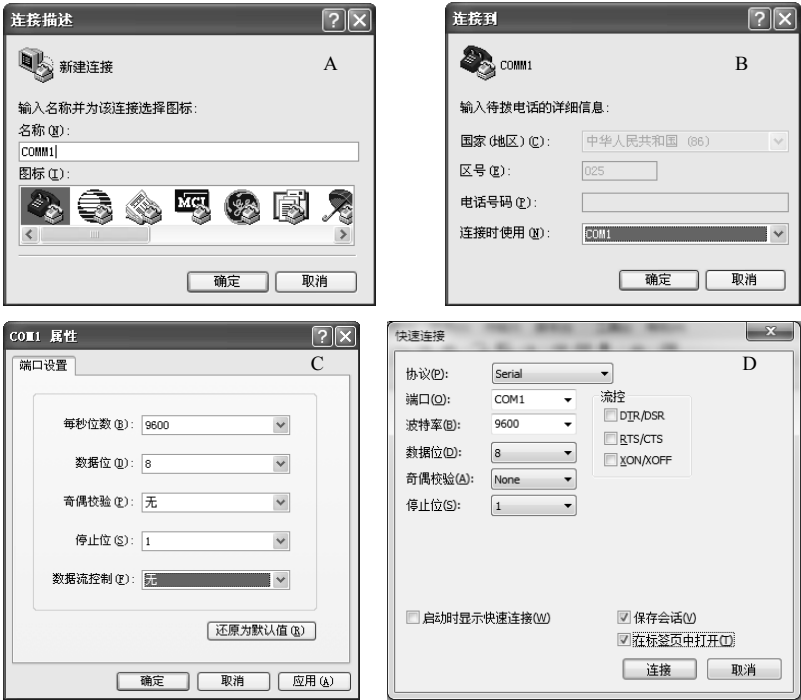 连接描述
A
新建连接
输入名称并为该连接选择图标:
名称(N):
COMM1
图标(I):
MCI
确定
取消
连接到
B
COMM1
输入待拨电话的详细信息:
国家(地区)(C): 中华人民共和国 (86)
区号(E): 025
电话号码(P):
连接时使用(N): COM1
确定
取消
COM1 属性
端口设置
C
每秒位数(B): 9600
数据位(D): 8
奇偶校验(P): 无
停止位(S): 1
数据流控制(F): 无
还原为默认值(R)
确定
取消
应用(A)
快速连接
D
协议(P): Serial
端口(O): COM1
波特率(B): 9600
数据位(D): 8
奇偶校验(A): None
停止位(S): 1
流控
DTR/DSR
RTS/CTS
XON/XOFF
启动时显示快速连接(W)
保存会话(V)
在标签页中打开(T)
连接
取消